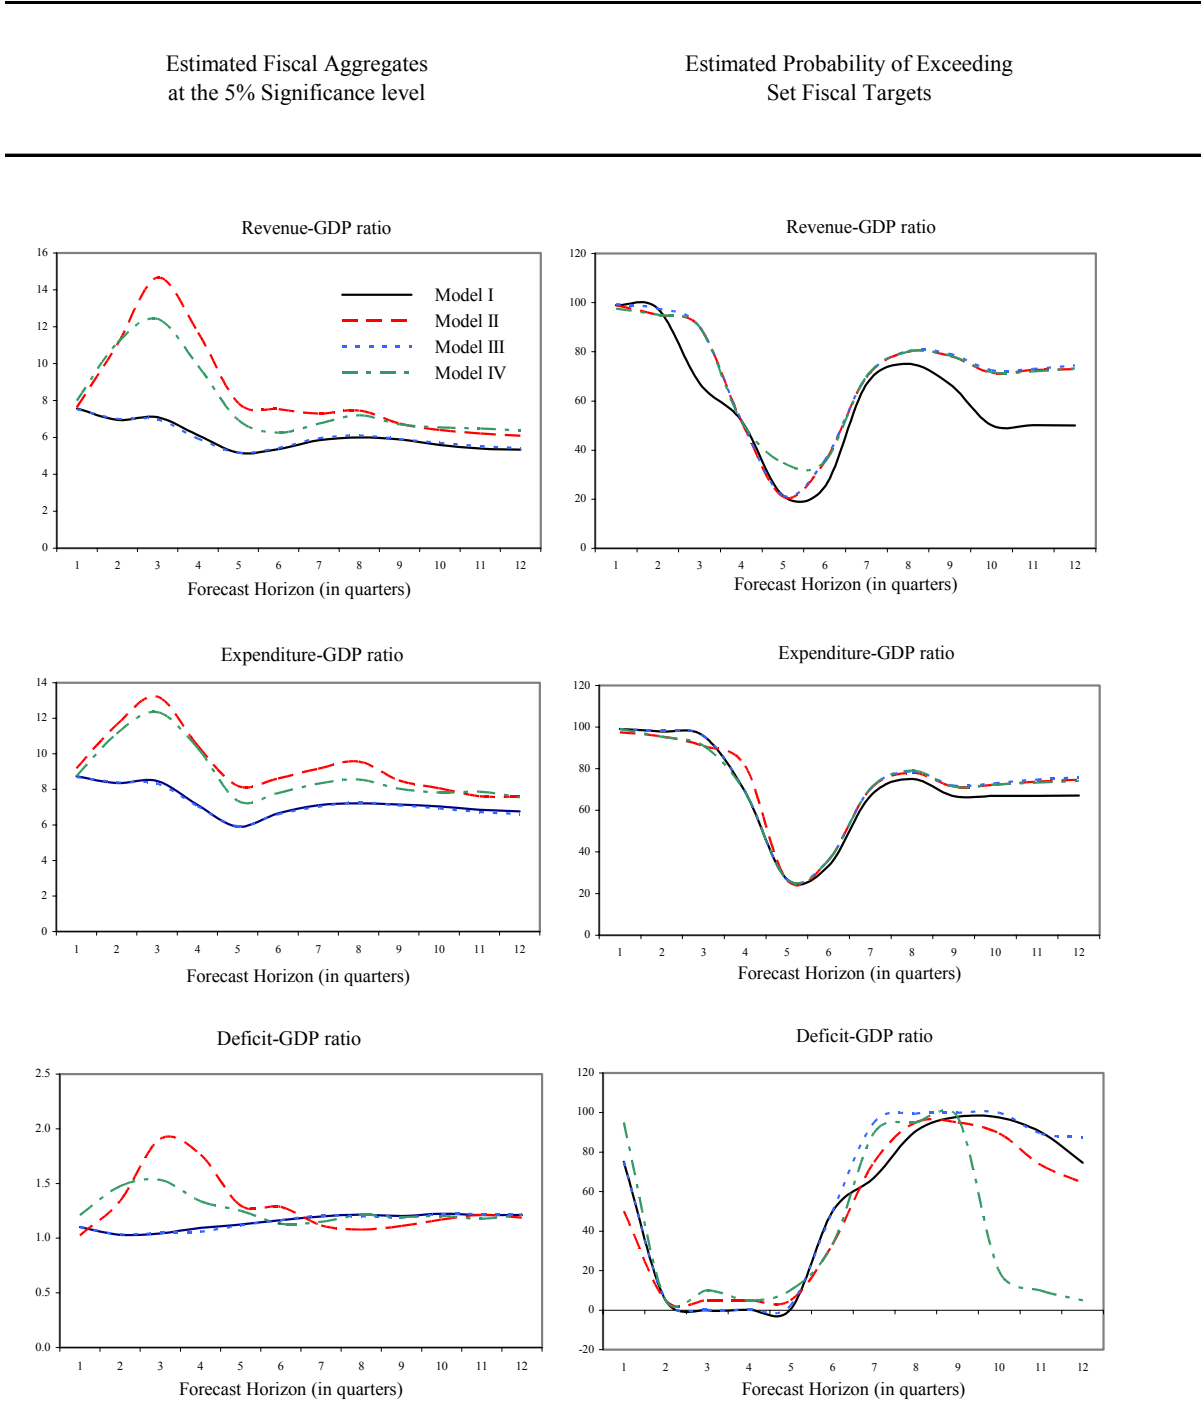 Estimated Fiscal Aggregates
at the 5% Significance level
Estimated Probability of Exceeding
Set Fiscal Targets
Revenue-GDP ratio
16
14
12
10
8
6
4
2
0
Model I
Model II
Model III
Model IV
1 2 3 4 5 6 7 8 9 10 11 12
Forecast Horizon (in quarters)
Revenue-GDP ratio
120
100
80
60
40
20
0
1 2 3 4 5 6 7 8 9 10 11 12
Forecast Horizon (in quarters)
Expenditure-GDP ratio
14
12
10
8
6
4
2
0
1 2 3 4 5 6 7 8 9 10 11 12
Forecast Horizon (in quarters)
Expenditure-GDP ratio
120
100
80
60
40
20
0
1 2 3 4 5 6 7 8 9 10 11 12
Forecast Horizon (in quarters)
Deficit-GDP ratio
2.5
2.0
1.5
1.0
0.5
0.0
1 2 3 4 5 6 7 8 9 10 11 12
Forecast Horizon (in quarters)
Deficit-GDP ratio
120
100
80
60
40
20
0
-20
1 2 3 4 5 6 7 8 9 10 11 12
Forecast Horizon (in quarters)